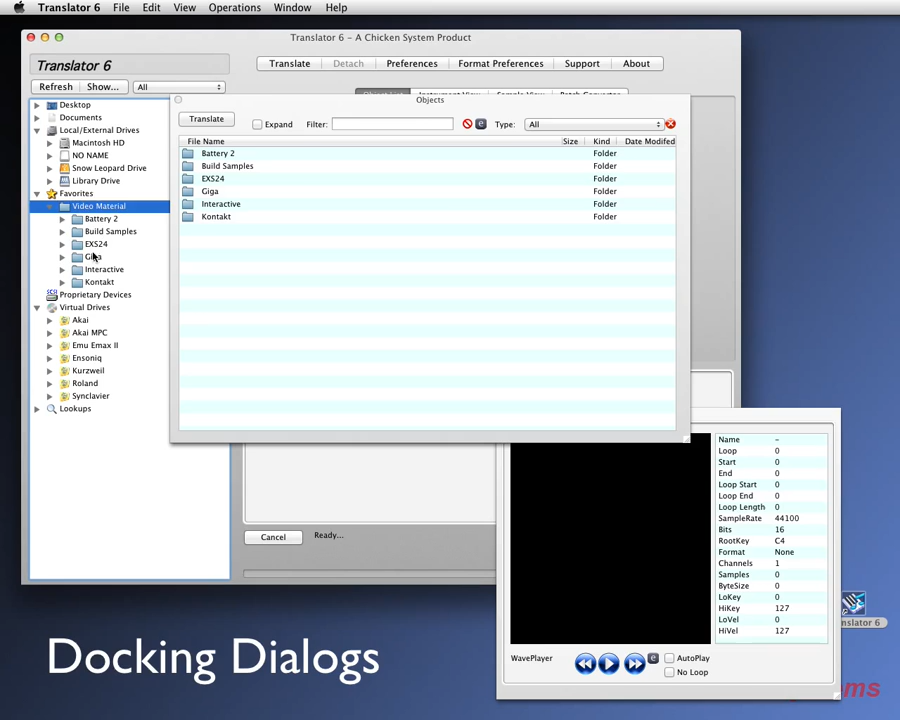 Translator 6 File Edit View Operations Window Help
Translator 6 - A Chicken System Product
Translator 6
Translate Detach Preferences Format Preferences Support About
Refresh Show... All
Objects
Translate Expand Filter: Type: All
File Name Size Kind Date Modifed
Battery 2 Folder
Build Samples Folder
EXS24 Folder
Giga Folder
Interactive Folder
Kontakt Folder
Desktop
Documents
Local/External Drives
Macintosh HD
NO NAME
Snow Leopard Drive
Library Drive
Favorites
Video Material
Battery 2
Build Samples
EXS24
Giga
Interactive
Kontakt
Proprietary Devices
Virtual Drives
Akai
Akai MPC
Emu Emax II
Ensoniq
Kurzweil
Roland
Synclavier
Lookups
Cancel Ready...
Name -
Loop 0
Start 0
End 0
Loop Start 0
Loop End 0
Loop Length 0
SampleRate 44100
Bits 16
RootKey C4
Format None
Channels 1
Samples 0
ByteSize 0
LoKey 0
HiKey 127
LoVel 0
HiVel 127
WavePlayer e AutoPlay
No Loop
nslator 6
Docking Dialogs
ms